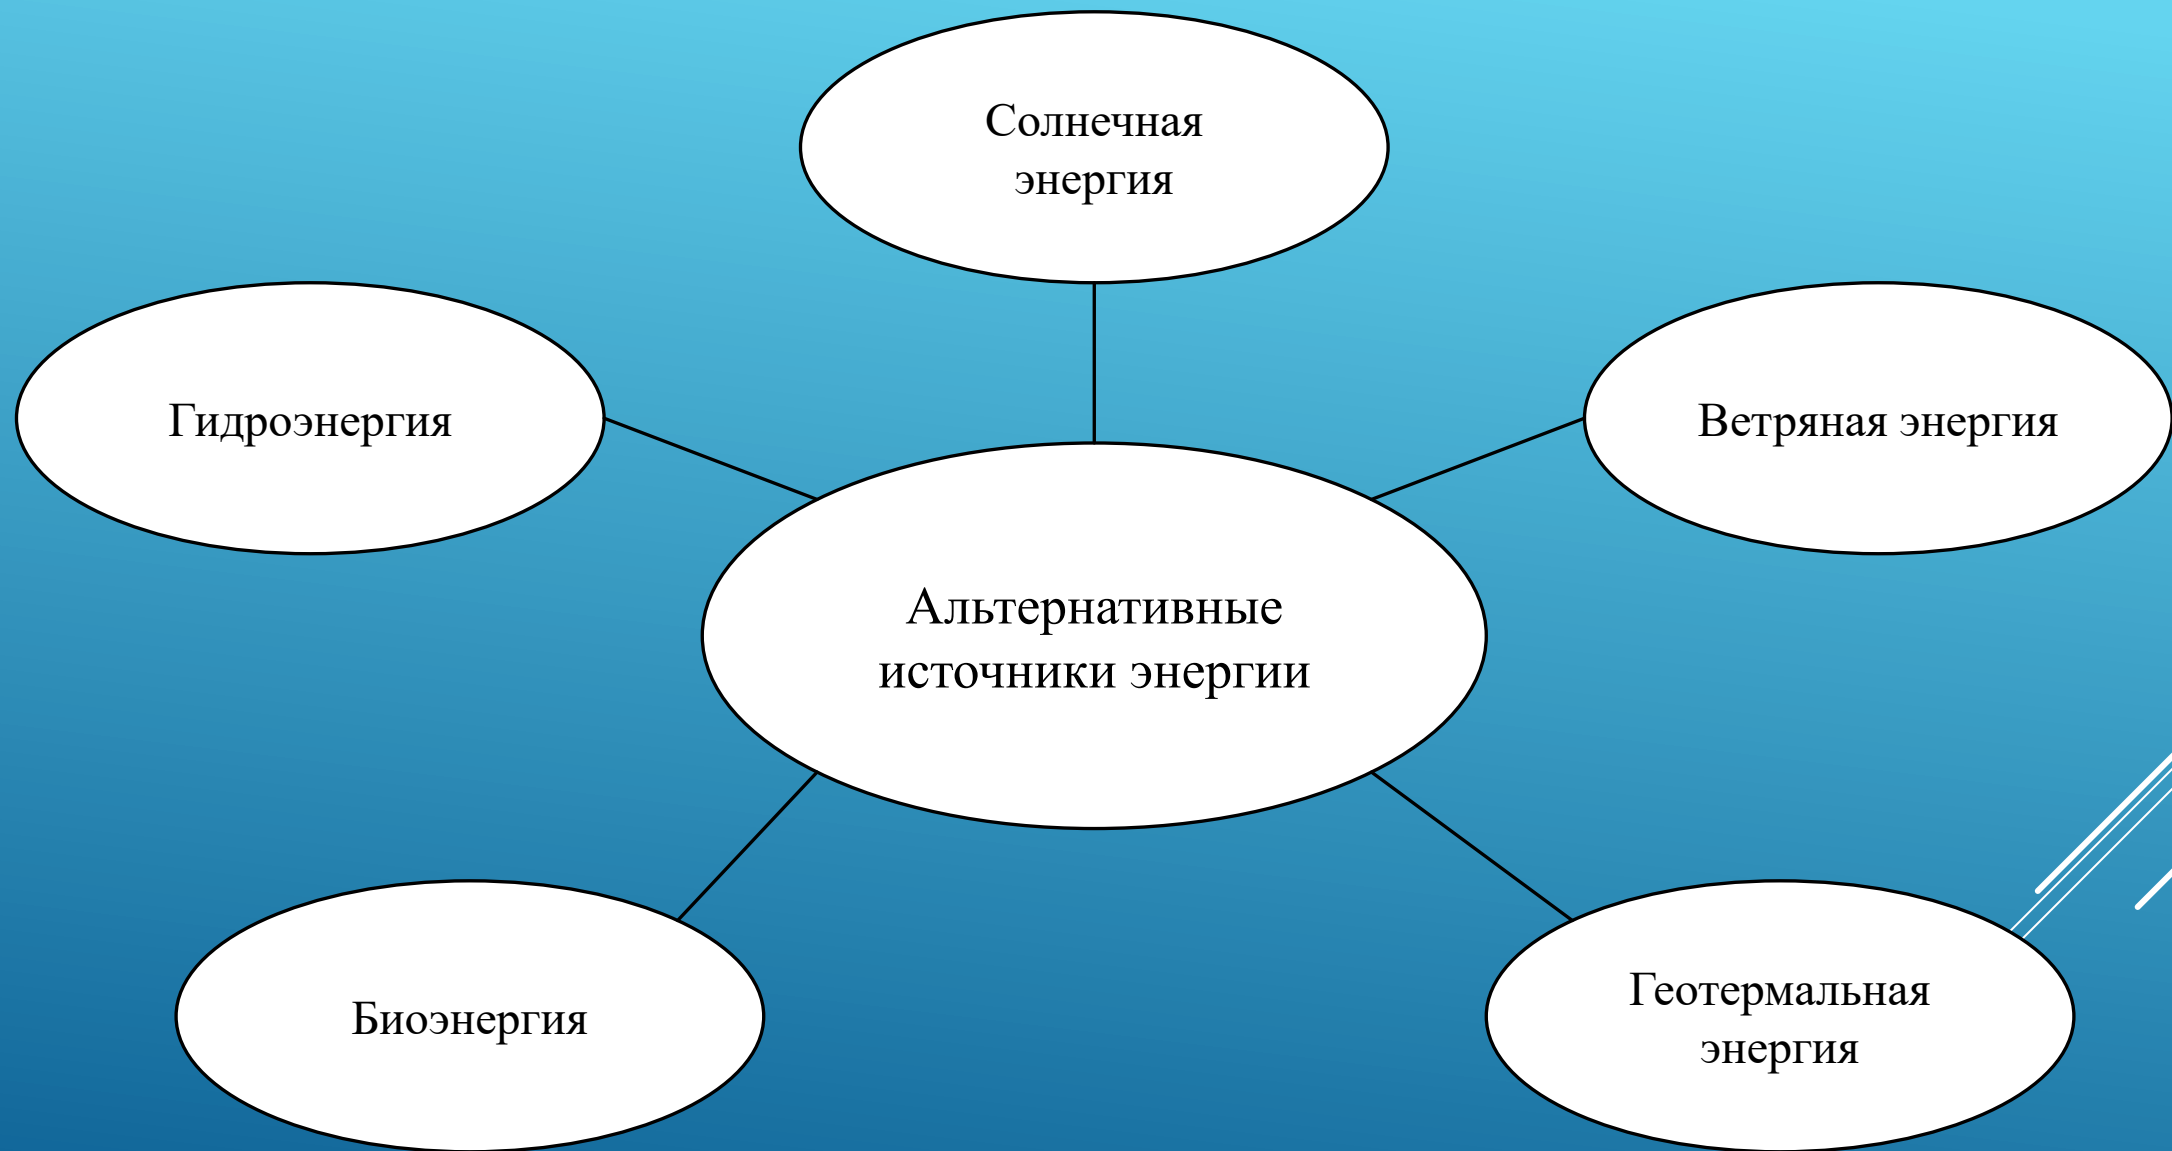 Солнечная
энергия
Гидроэнергия
Ветряная энергия
Альтернативные
источники энергии
Биоэнергия
Геотермальная
энергия